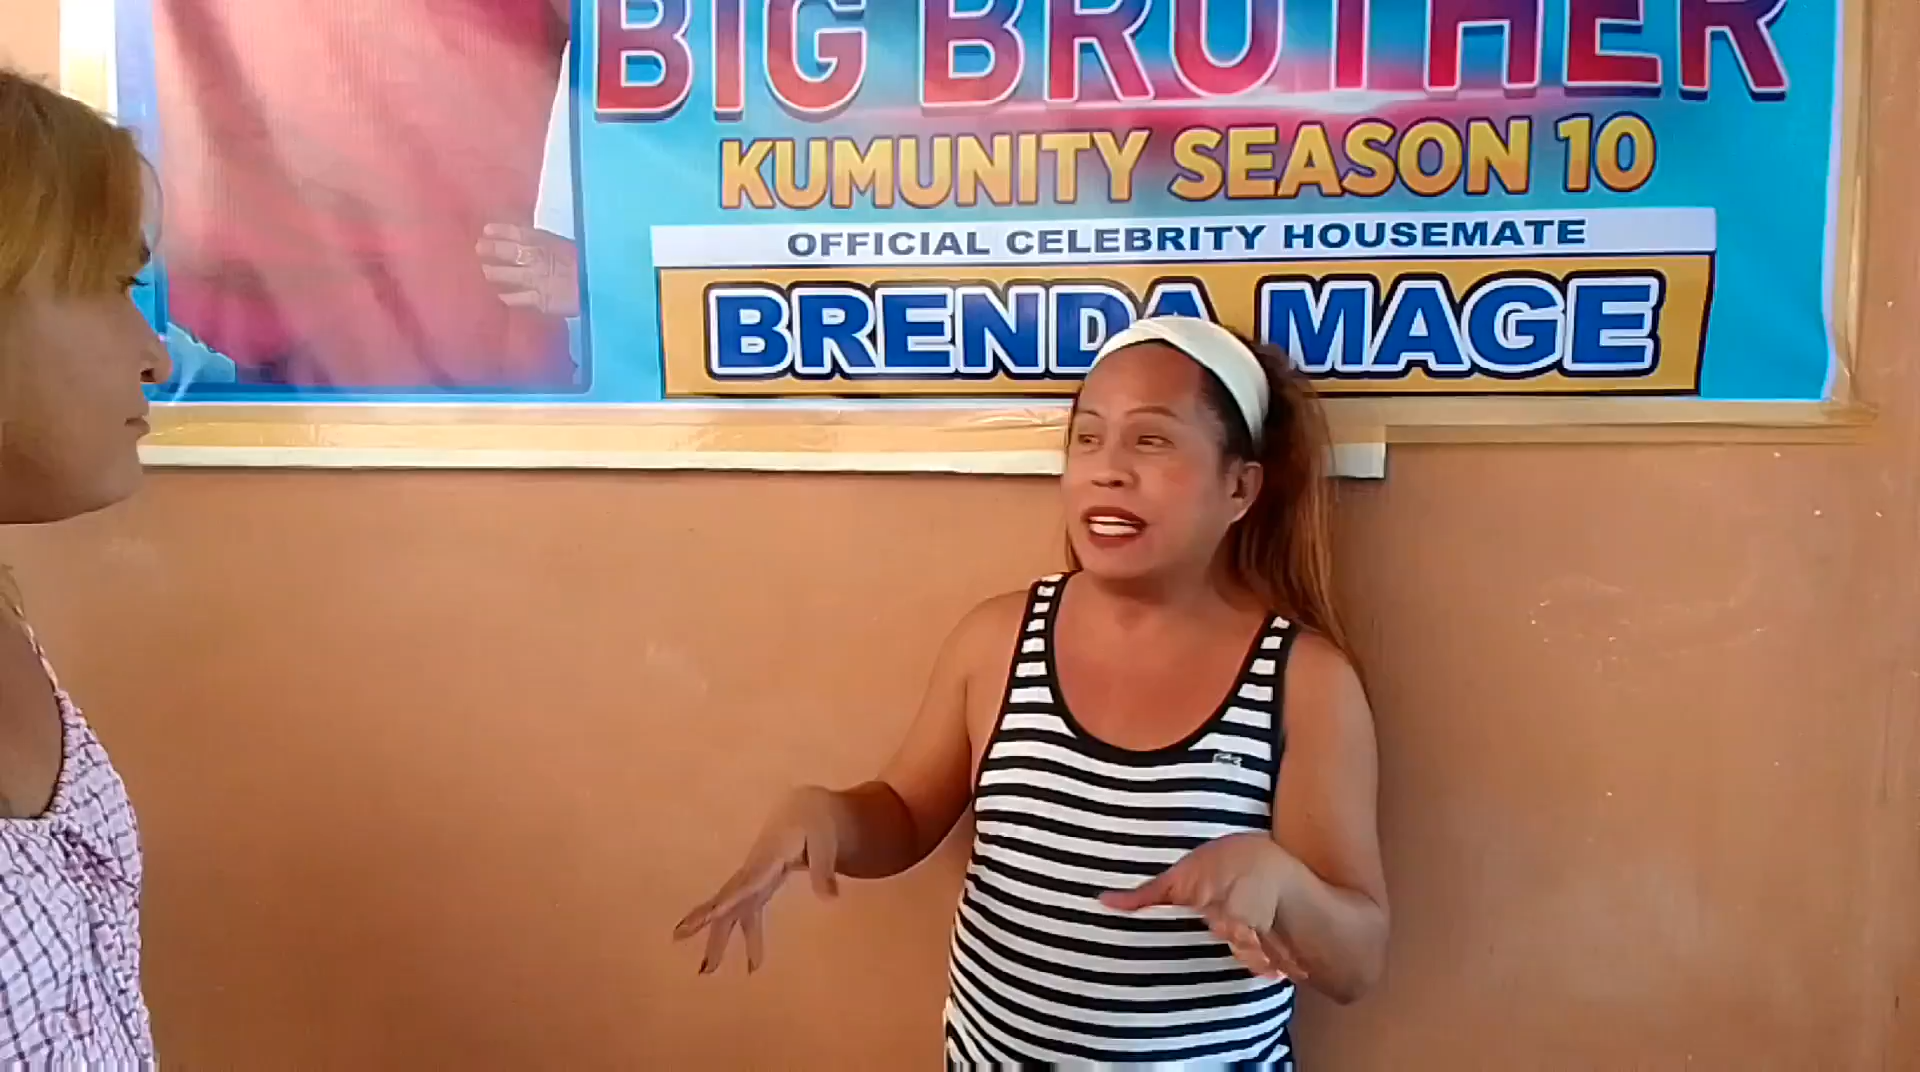 BIG BROTHER
KUMUNITY SEASON 10
OFFICIAL CELEBRITY HOUSEMATE
BRENDA MAGE